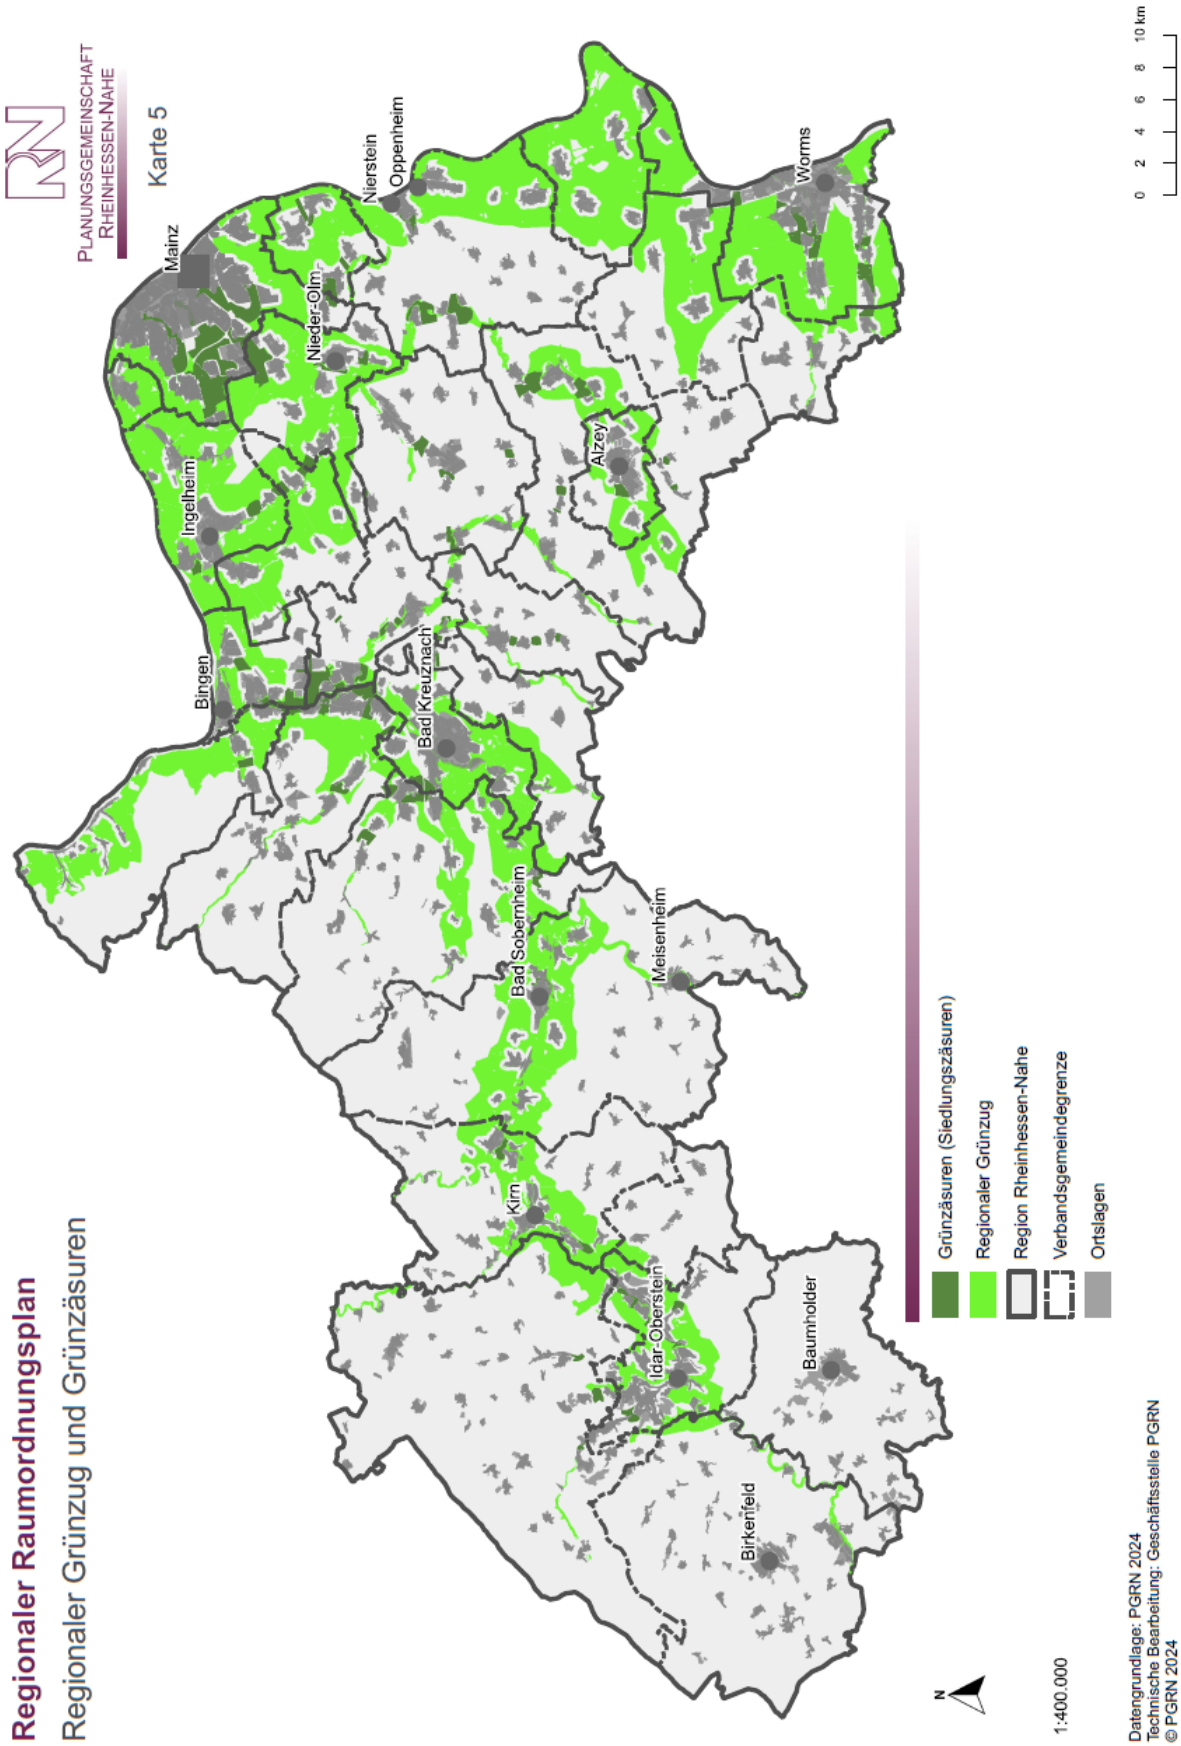 Regionaler Raumordnungsplan
Regionaler Grünzug und Grünzäsuren
RN
PLANUNGSGEMEINSCHAFT
RHEINHESSEN-NAHE
Karte 5
Mainz
Nierstein
Oppenheim
Nieder-Olm
Ingelheim
Bingen
Worms
Alzey
Bad Kreuznach
Bad Sobernheim
Meisenheim
Kirn
Idar-Oberstein
Baumholder
Birkenfeld
Grünzäsuren (Siedlungszäsuren)
Regionaler Grünzug
Region Rheinhessen-Nahe
Verbandsgemeindegrenze
Ortslagen
N
1:400.000
0 2 4 6 8 10 km
Datengrundlage: PGRN 2024
Technische Bearbeitung: Geschäftsstelle PGRN
© PGRN 2024